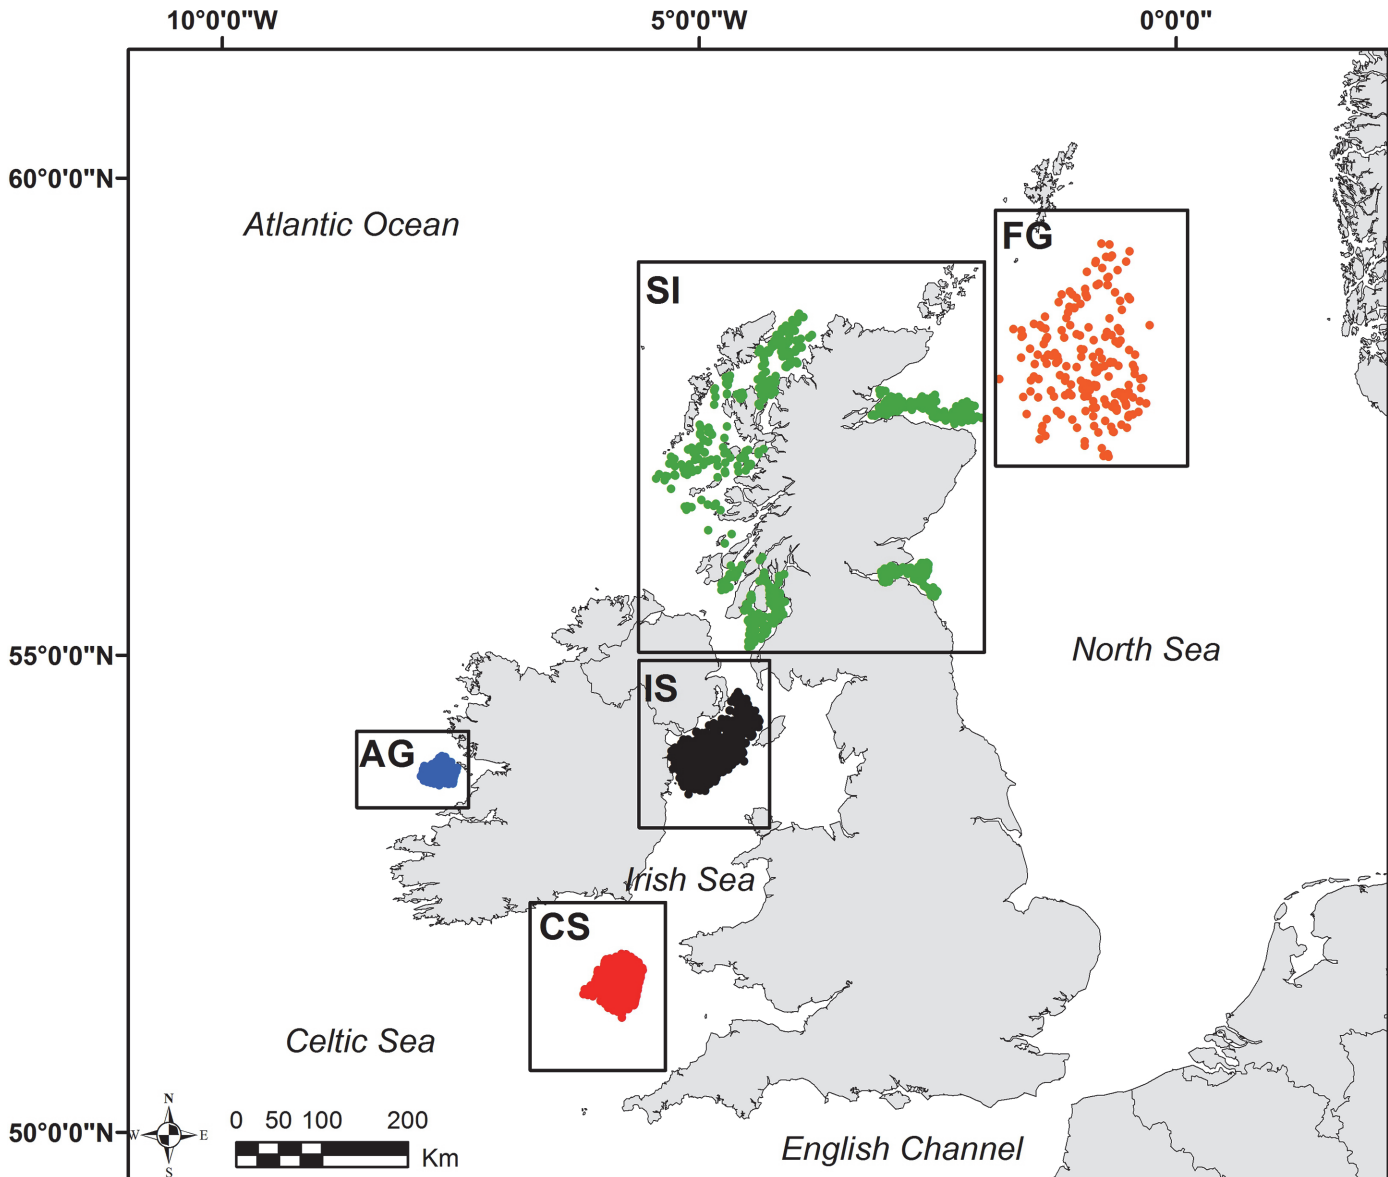 10°0'0"W 5°0'0"W 0°0'0"
60°0'0"N
Atlantic Ocean
FG
SI
55°0'0"N
North Sea
IS
AG
Irish Sea
CS
Celtic Sea
N
W E
S
0 50 100 200
Km
50°0'0"N
English Channel